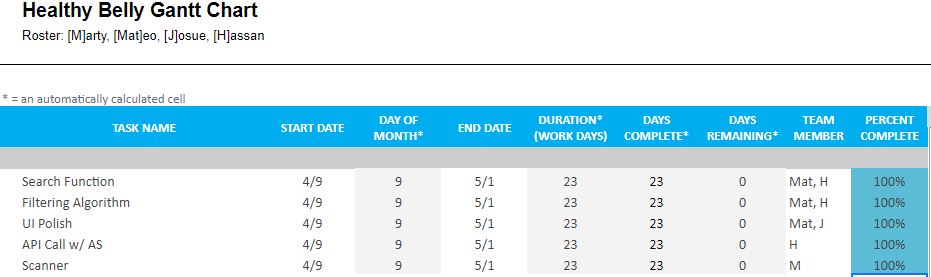 Healthy Belly Gantt Chart
Roster: [M]arty, [Mat]eo, [J]osue, [H]assan
* = an automatically calculated cell
TASK NAME START DATE DAY OF MONTH* END DATE DURATION* (WORK DAYS) DAYS COMPLETE* DAYS REMAINING* TEAM MEMBER PERCENT COMPLETE
Search Function 4/9 9 5/1 23 23 0 Mat, H 100%
Filtering Algorithm 4/9 9 5/1 23 23 0 Mat, H 100%
UI Polish 4/9 9 5/1 23 23 0 Mat, J 100%
API Call w/ AS 4/9 9 5/1 23 23 0 H 100%
Scanner 4/9 9 5/1 23 23 0 M 100%